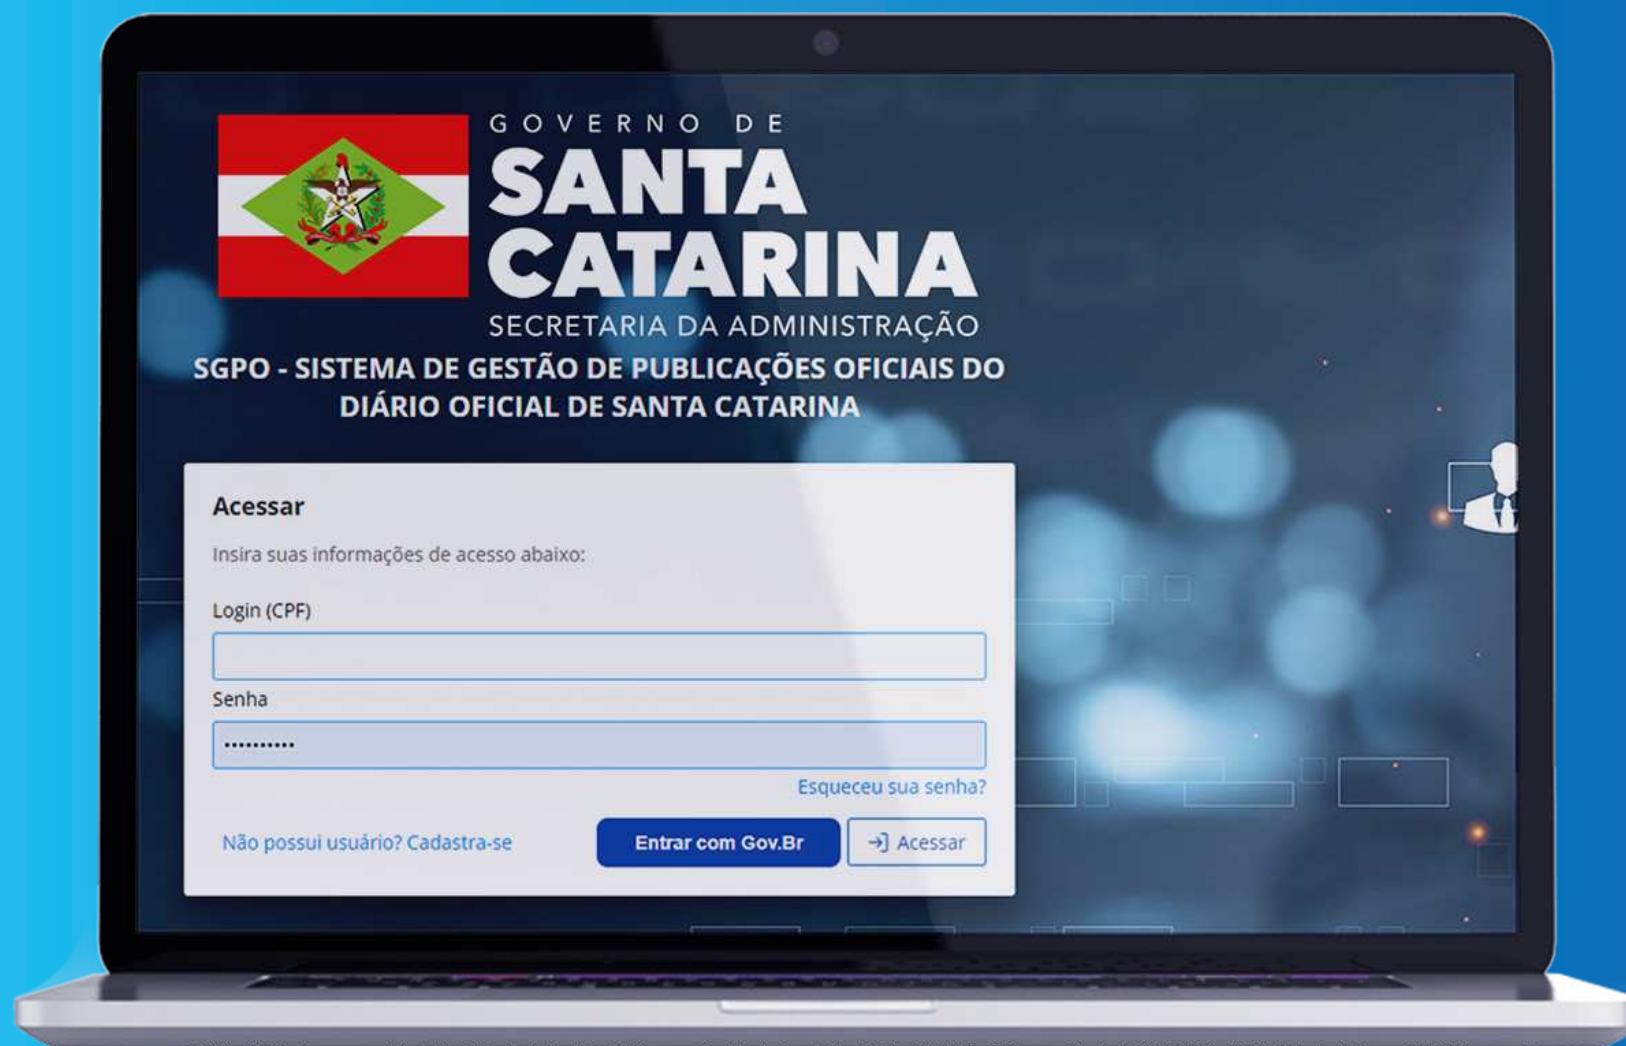 GOVERNO DE
SANTA
CATARINA
SECRETARIA DA ADMINISTRAÇÃO
SGPO - SISTEMA DE GESTÃO DE PUBLICAÇÕES OFICIAIS DO
DIÁRIO OFICIAL DE SANTA CATARINA
Acessar
Insira suas informações de acesso abaixo:
Login (CPF)
Senha
••••••••••
Esqueceu sua senha?
Não possui usuário? Cadastra-se
Entrar com Gov.Br
Acessar